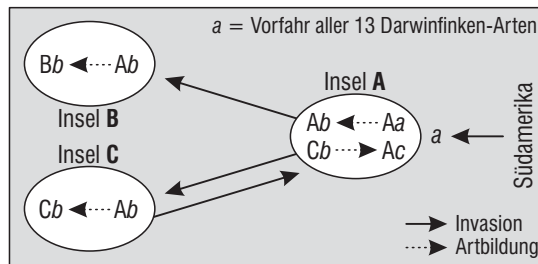 a = Vorfahr aller 13 Darwinfinken-Arten
Bb Ab
Insel B
Insel A
Ab Aa
Cb Ac
a
Südamerika
Insel C
Cb Ab
Invasion
Artbildung